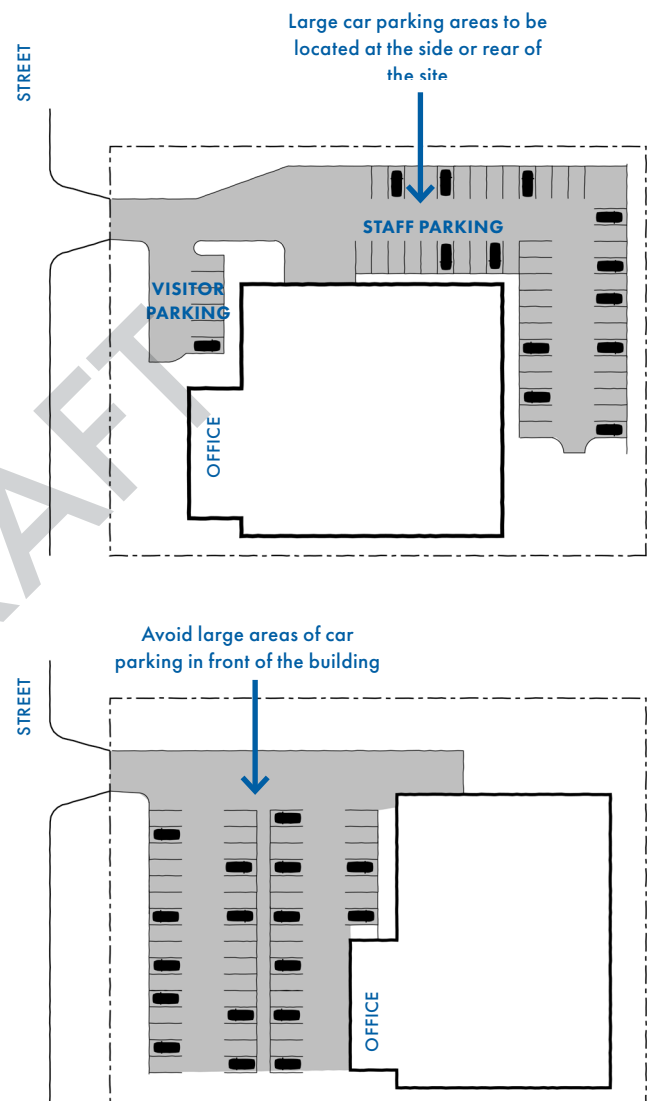 Large car parking areas to be
located at the side or rear of
the site
STREET
STAFF PARKING
VISITOR
PARKING
OFFICE
Avoid large areas of car
parking in front of the building
STREET
OFFICE